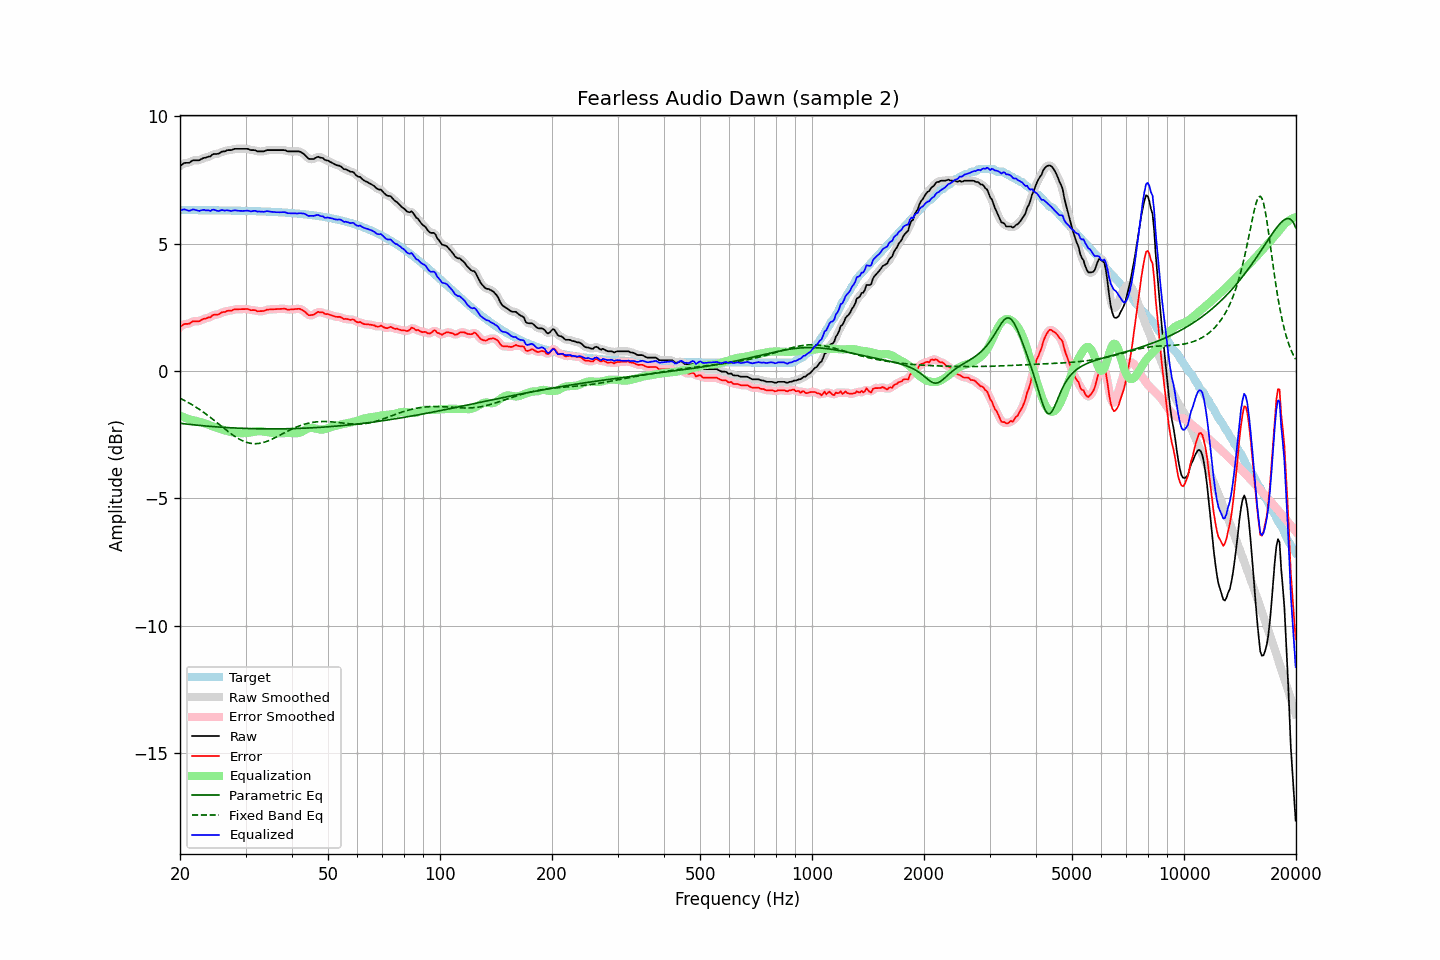 Fearless Audio Dawn (sample 2)
10
5
0
−5
−10
−15
Amplitude (dBr)
Target
Raw Smoothed
Error Smoothed
Raw
Error
Equalization
Parametric Eq
Fixed Band Eq
Equalized
20 50 100 200 500 1000 2000 5000 10000 20000
Frequency (Hz)